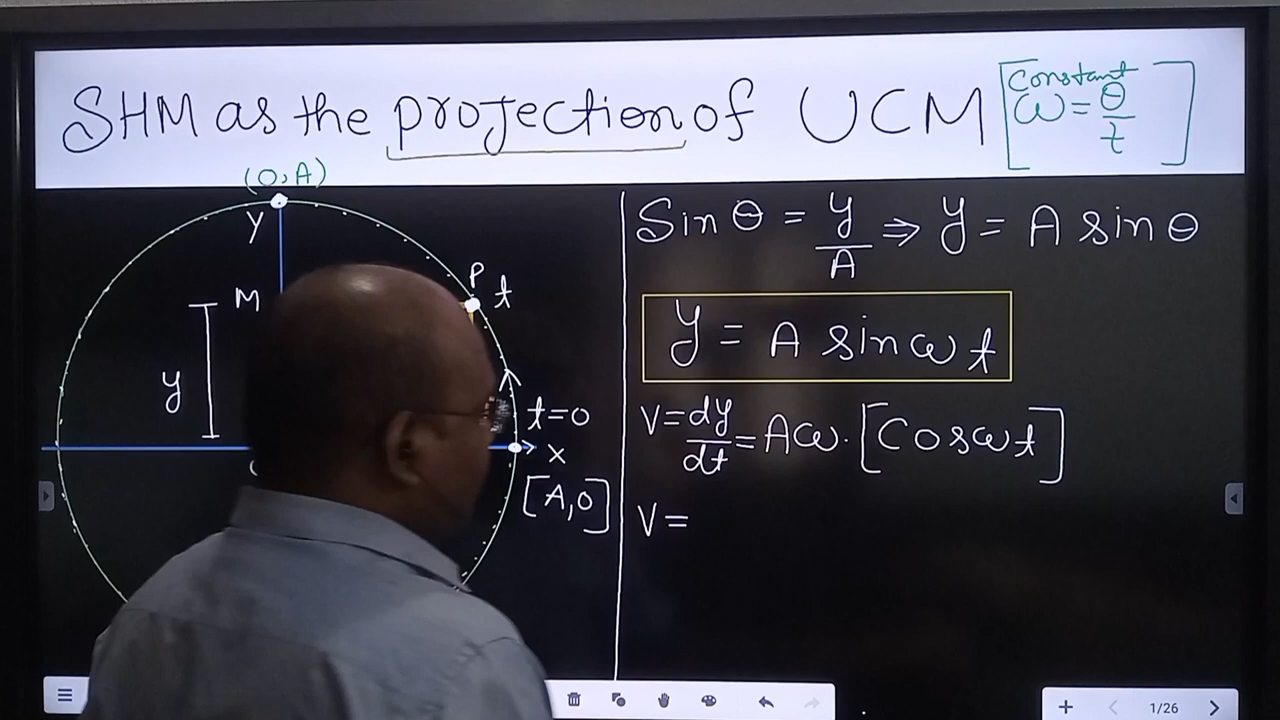 SHM as the projection of UCM [Constant ω = θ/t]
(0,A)
Y
M
P
t
y
t=0
X
[A,0]
Sin θ = y/A ⇒ y = A sin θ
y = A sin ωt
V = dy/dt = Aω·[Cos ωt]
V =
1/26